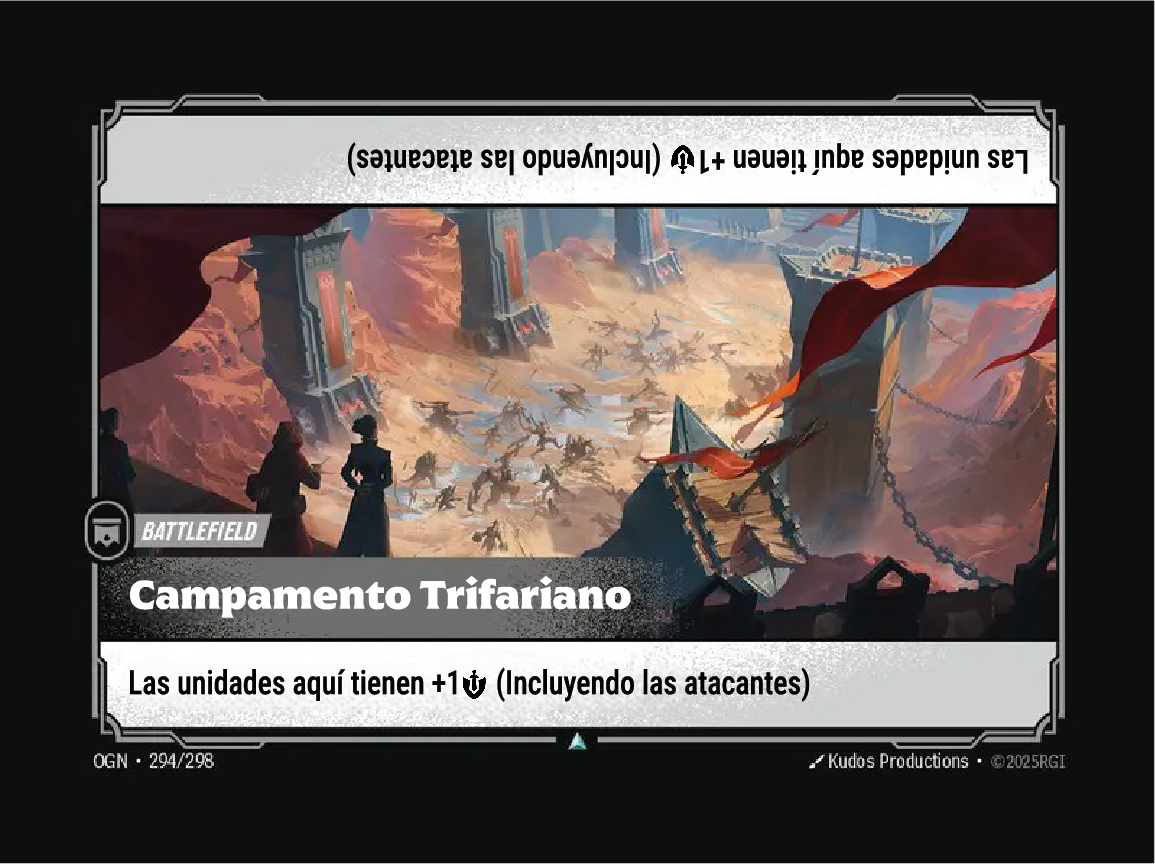 Las unidades aquí tienen +1 (Incluyendo las atacantes)
BATTLEFIELD
Campamento Trifariano
Las unidades aquí tienen +1 (Incluyendo las atacantes)
OGN • 294/298
Kudos Productions • ©2025RGI